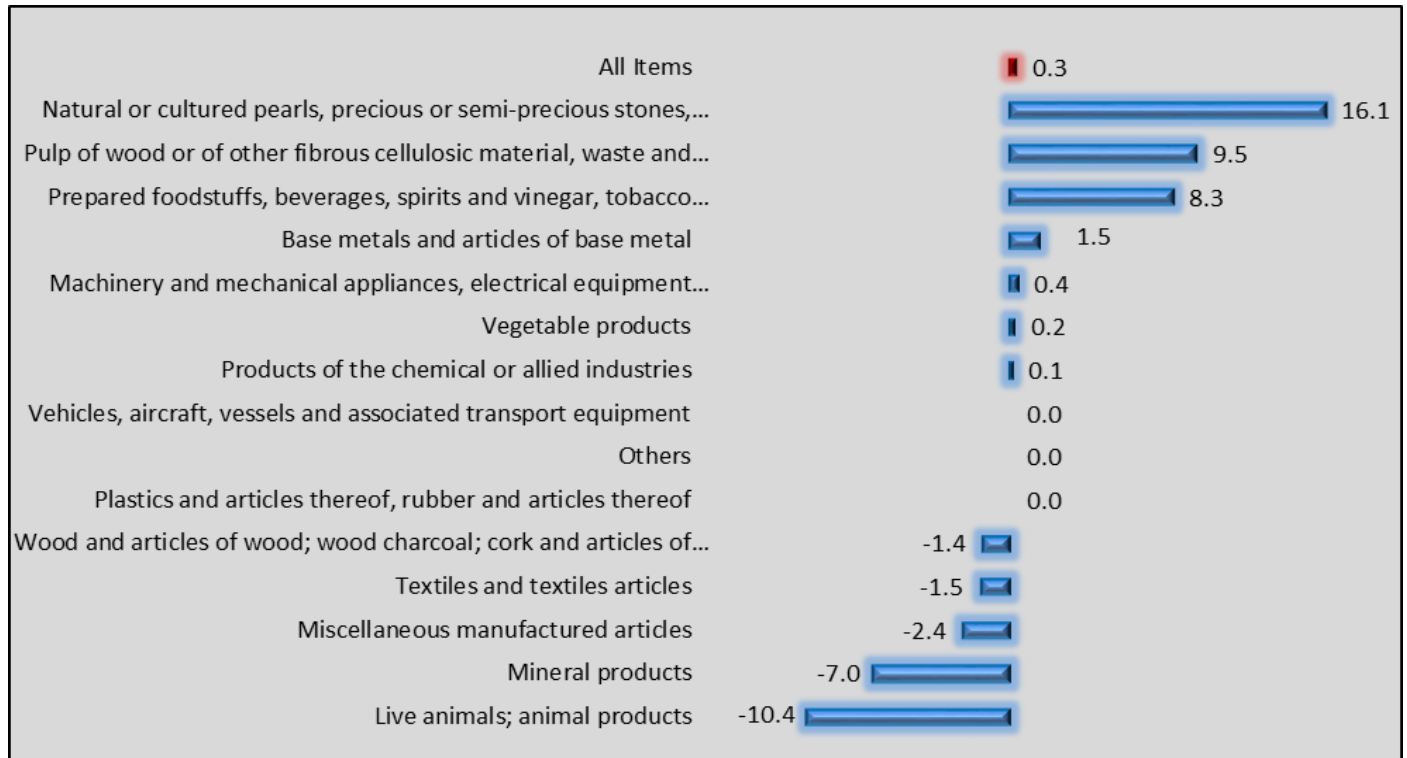 All Items 0.3
Natural or cultured pearls, precious or semi-precious stones,... 16.1
Pulp of wood or of other fibrous cellulosic material, waste and... 9.5
Prepared foodstuffs, beverages, spirits and vinegar, tobacco... 8.3
Base metals and articles of base metal 1.5
Machinery and mechanical appliances, electrical equipment... 0.4
Vegetable products 0.2
Products of the chemical or allied industries 0.1
Vehicles, aircraft, vessels and associated transport equipment 0.0
Others 0.0
Plastics and articles thereof, rubber and articles thereof 0.0
Wood and articles of wood; wood charcoal; cork and articles of... -1.4
Textiles and textiles articles -1.5
Miscellaneous manufactured articles -2.4
Mineral products -7.0
Live animals; animal products -10.4